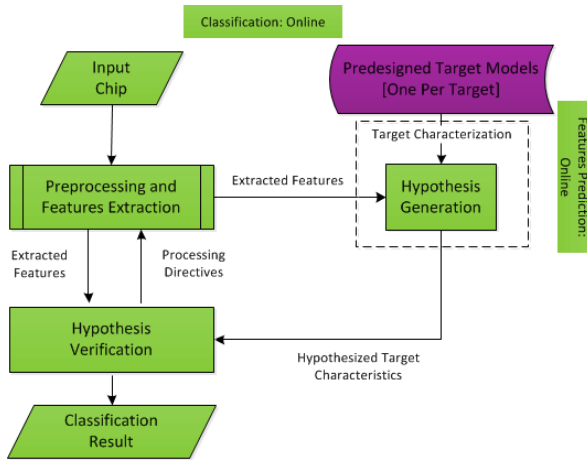 Classification: Online
Input
Chip
Predesigned Target Models
[One Per Target]
Target Characterization
Features Prediction:
Online
Preprocessing and
Features Extraction
Extracted Features
Hypothesis
Generation
Extracted
Features
Processing
Directives
Hypothesis
Verification
Hypothesized Target
Characteristics
Classification
Result